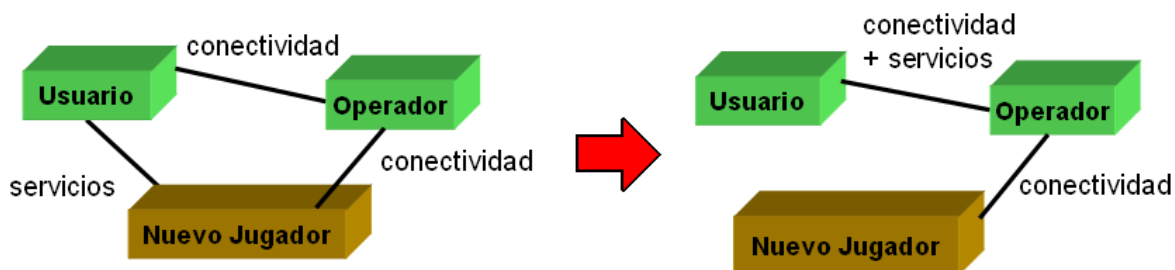 conectividad
Usuario
Operador
conectividad
servicios
Nuevo Jugador
conectividad
+ servicios
Usuario
Operador
conectividad
Nuevo Jugador